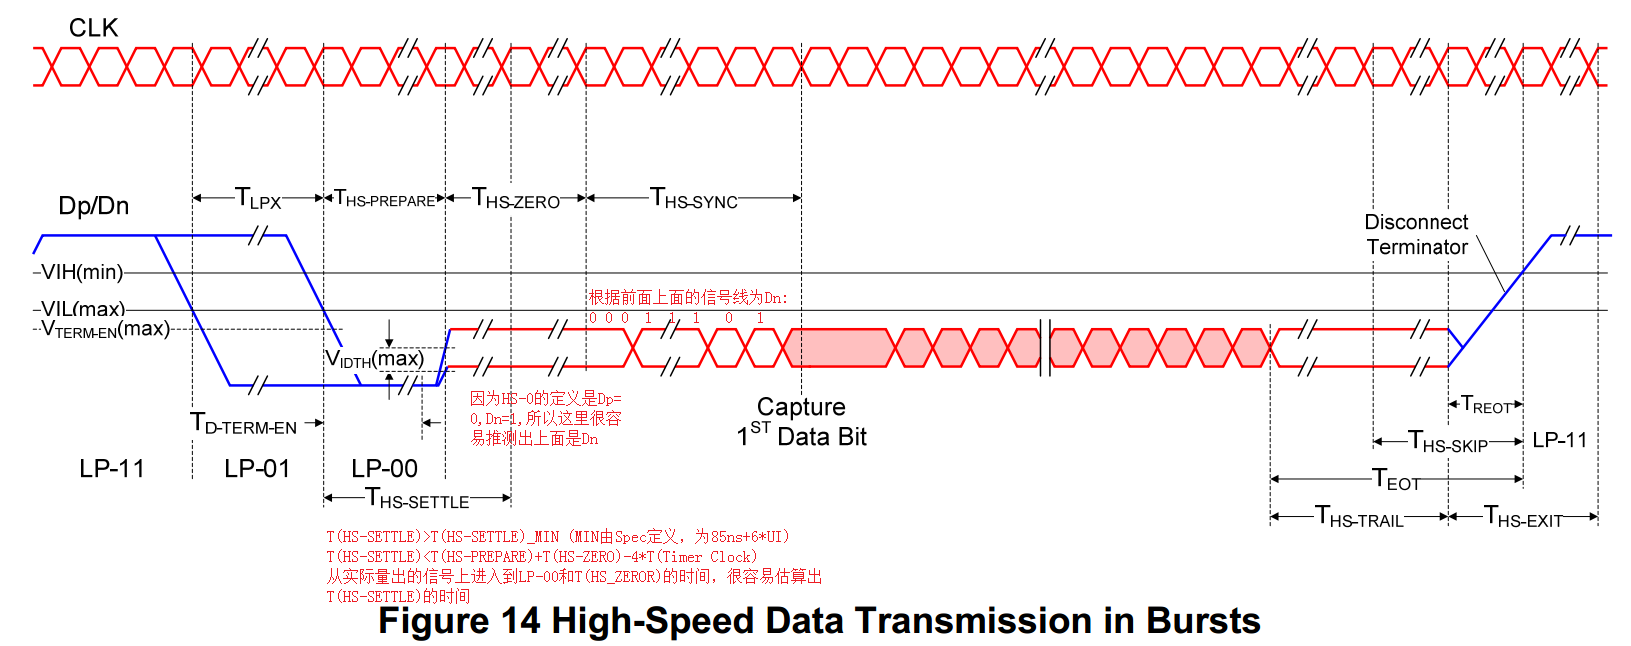 CLK
TLPX
THS-PREPARE
THS-ZERO
THS-SYNC
Dp/Dn
Disconnect
Terminator
VIH(min)
VIL(max)
VTERM-EN(max)
根据前面上面的信号线为Dn:
0 0 0 1 1 1 0 1
VIDTH(max)
因为HS-0的定义是Dp=
0,Dn=1,所以这里很容
易推测出上面是Dn
Capture
1ST Data Bit
TD-TERM-EN
TREOT
THS-SKIP
LP-11
LP-11
LP-01
LP-00
TEOT
THS-SETTLE
THS-TRAIL
THS-EXIT
T(HS-SETTLE)>T(HS-SETTLE)_MIN (MIN由Spec定义，为85ns+6*UI)
T(HS-SETTLE)<T(HS-PREPARE)+T(HS-ZERO)-4*T(Timer Clock)
从实际量出的信号上进入到LP-00和T(HS_ZEROR)的时间，很容易估算出
T(HS-SETTLE)的时间
Figure 14 High-Speed Data Transmission in Bursts